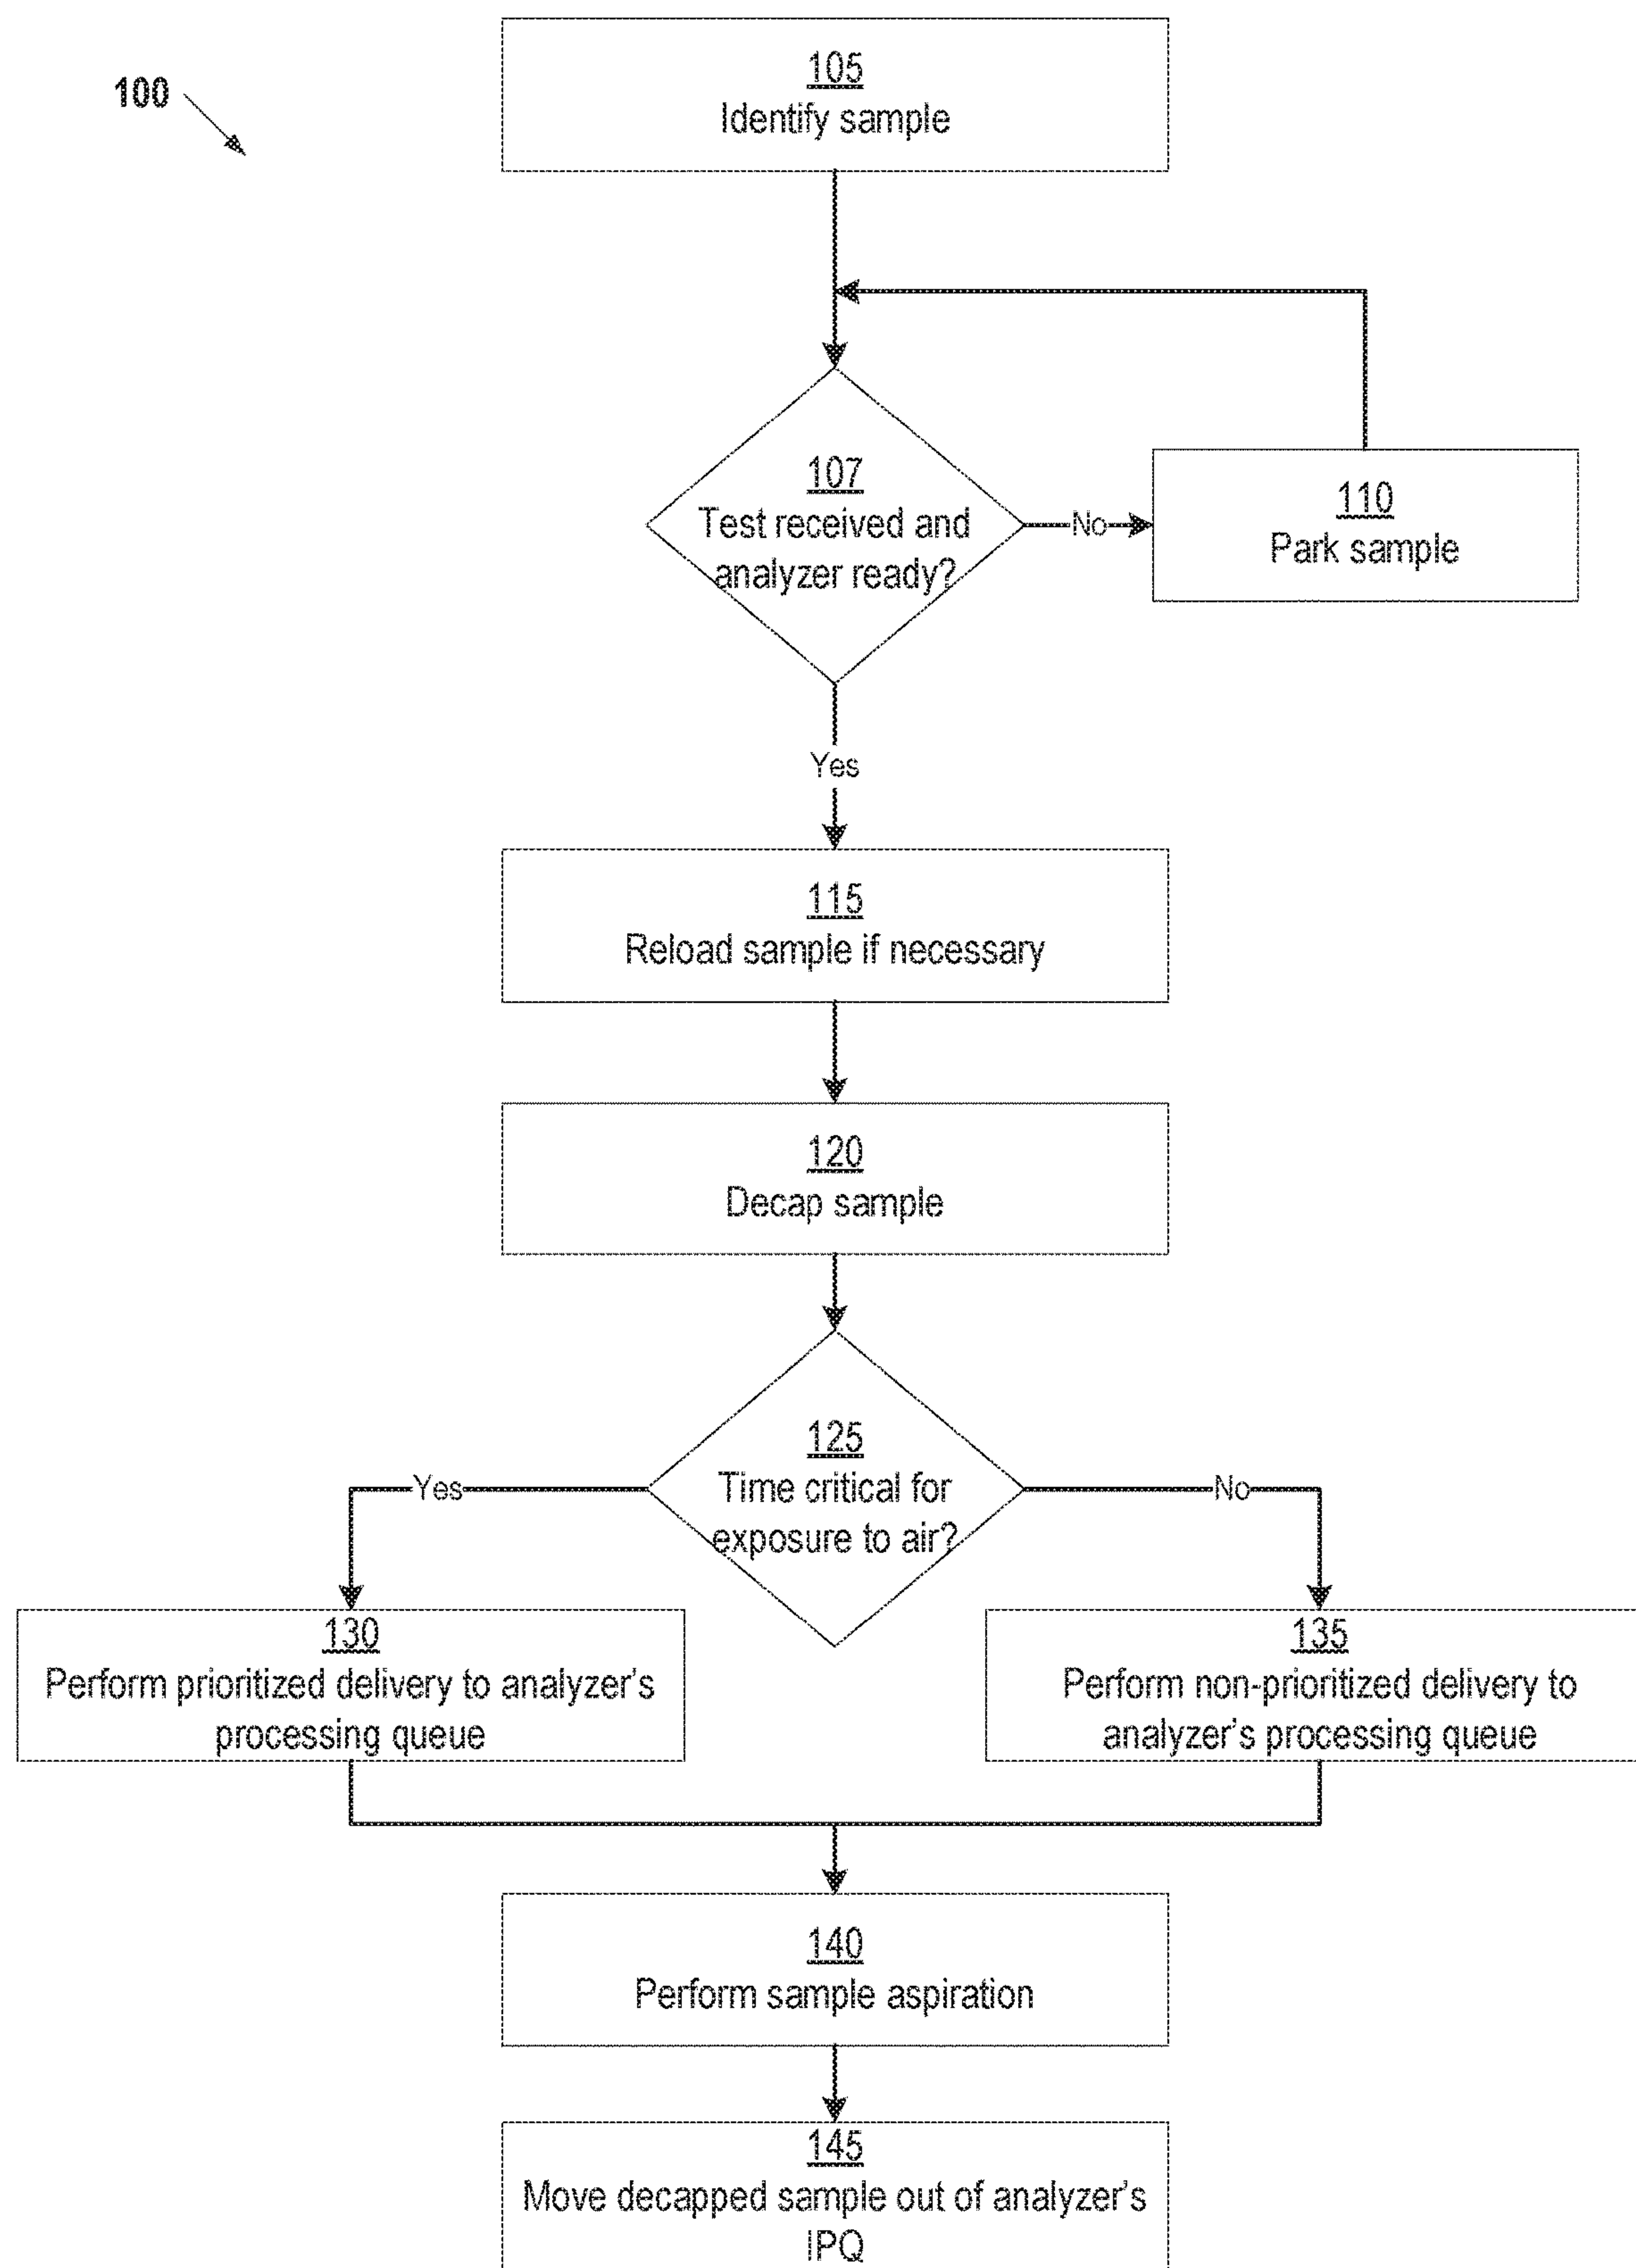 100
105
Identify sample
107
Test received and
analyzer ready?
No
110
Park sample
Yes
115
Reload sample if necessary
120
Decap sample
125
Time critical for
exposure to air?
Yes
No
130
Perform prioritized delivery to analyzer's
processing queue
135
Perform non-prioritized delivery to
analyzer's processing queue
140
Perform sample aspiration
145
Move decapped sample out of analyzer's
IPQ